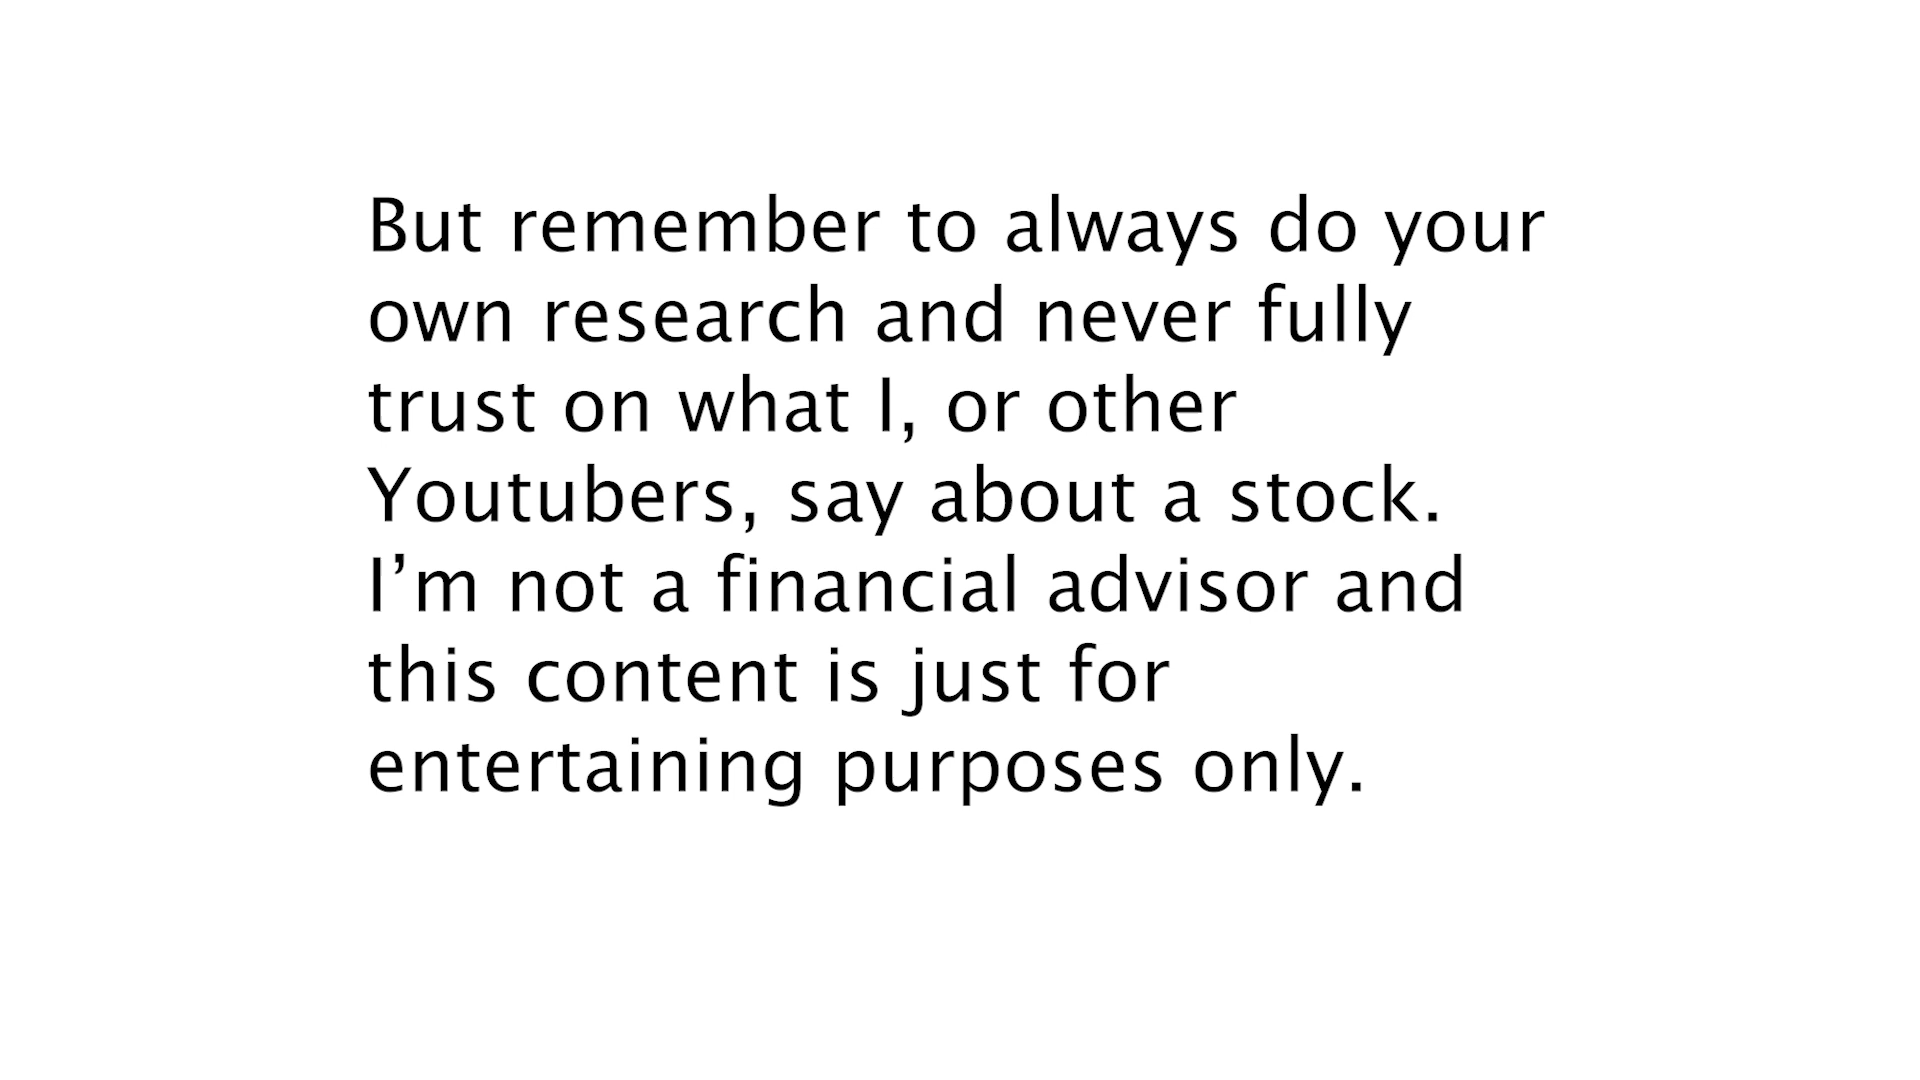 But remember to always do your
own research and never fully
trust on what I, or other
Youtubers, say about a stock.
I’m not a financial advisor and
this content is just for
entertaining purposes only.